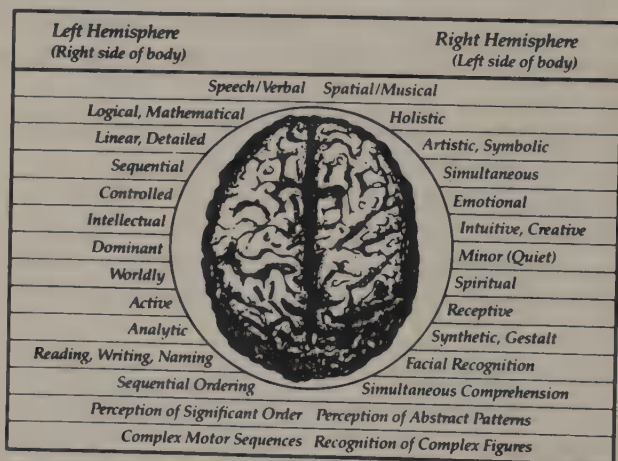 Left Hemisphere Right Hemisphere
(Right side of body) (Left side of body)
Speech/Verbal Spatial/Musical
Logical, Mathematical Holistic
Linear, Detailed Artistic, Symbolic
Sequential Simultaneous
Controlled Emotional
Intellectual Intuitive, Creative
Dominant Minor (Quiet)
Worldly Spiritual
Active Receptive
Analytic Synthetic, Gestalt
Reading, Writing, Naming Facial Recognition
Sequential Ordering Simultaneous Comprehension
Perception of Significant Order Perception of Abstract Patterns
Complex Motor Sequences Recognition of Complex Figures